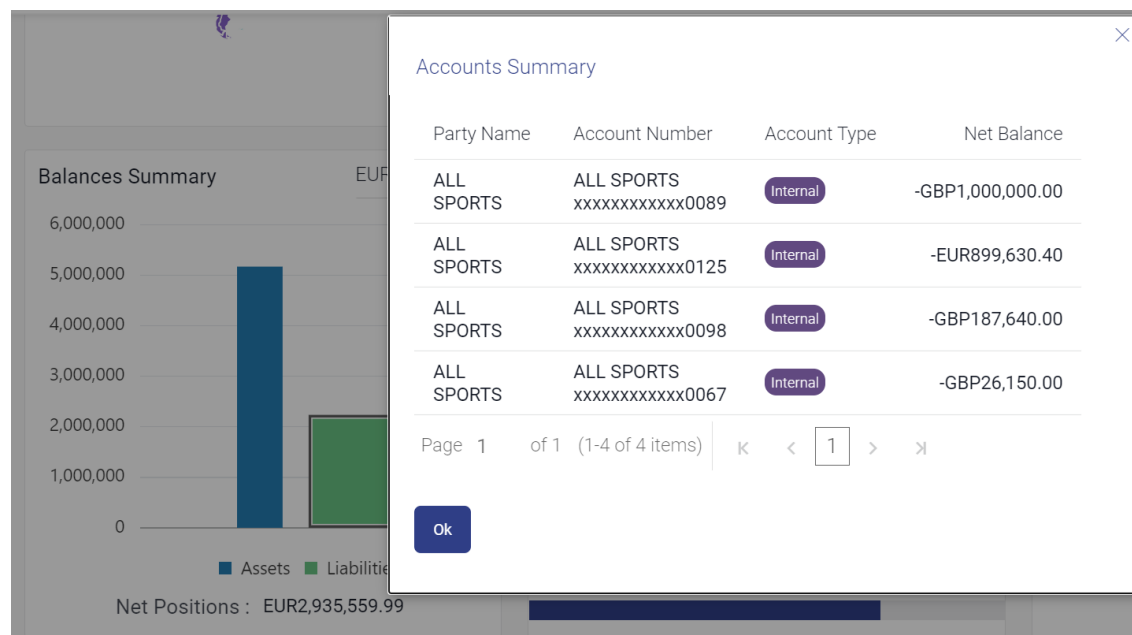 Accounts Summary
Party Name Account Number Account Type Net Balance
ALL SPORTS ALL SPORTS xxxxxxxxxxxx0089 Internal -GBP1,000,000.00
ALL SPORTS ALL SPORTS xxxxxxxxxxxx0125 Internal -EUR899,630.40
ALL SPORTS ALL SPORTS xxxxxxxxxxxx0098 Internal -GBP187,640.00
ALL SPORTS ALL SPORTS xxxxxxxxxxxx0067 Internal -GBP26,150.00
Page 1 of 1 (1-4 of 4 items) 1
Ok
Balances Summary EUR
6,000,000
5,000,000
4,000,000
3,000,000
2,000,000
1,000,000
0
Assets Liabilitie
Net Positions : EUR2,935,559.99